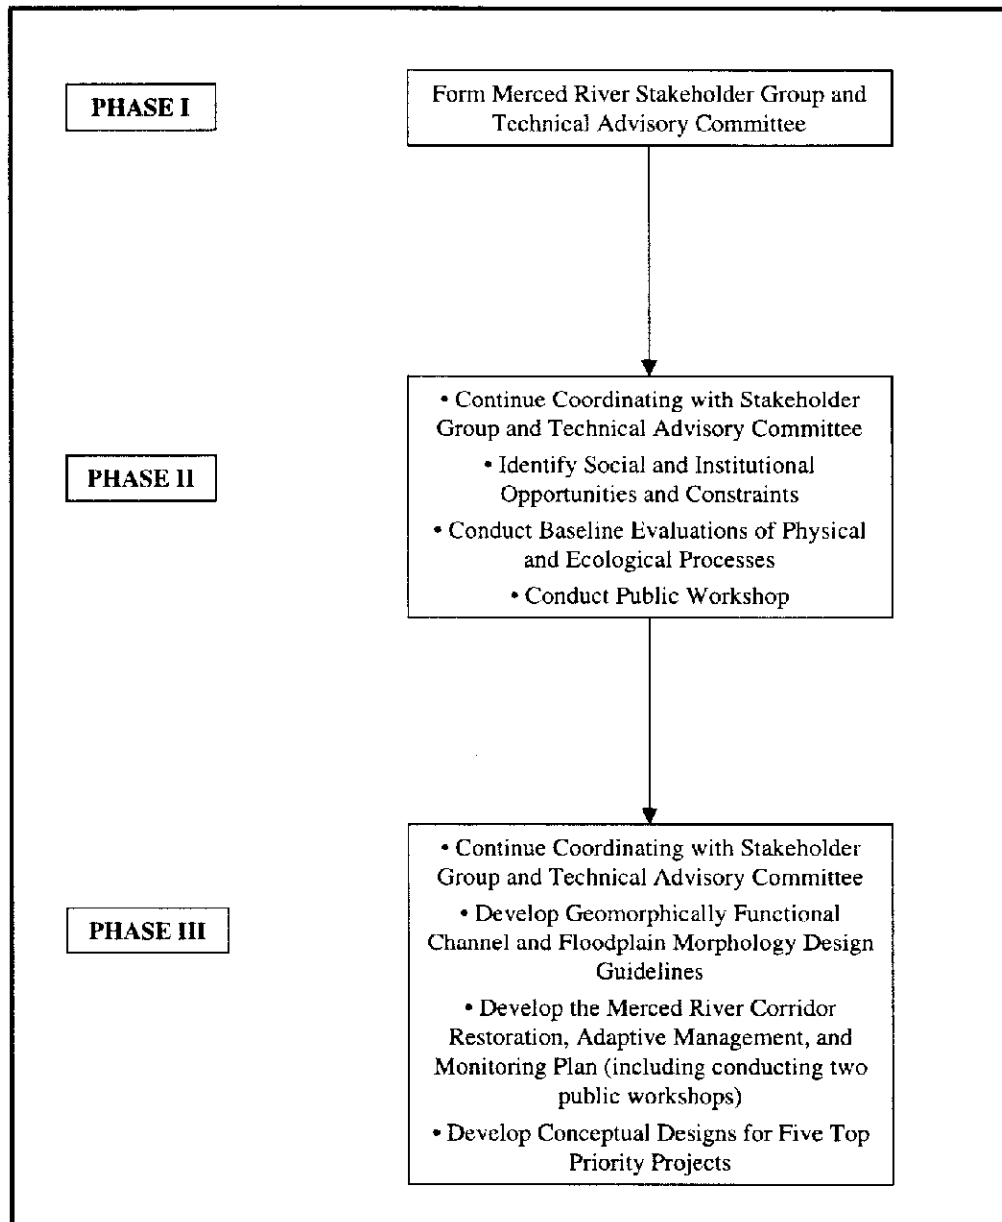 PHASE I
Form Merced River Stakeholder Group and
Technical Advisory Committee
PHASE II
• Continue Coordinating with Stakeholder
Group and Technical Advisory Committee
• Identify Social and Institutional
Opportunities and Constraints
• Conduct Baseline Evaluations of Physical
and Ecological Processes
• Conduct Public Workshop
PHASE III
• Continue Coordinating with Stakeholder
Group and Technical Advisory Committee
• Develop Geomorphically Functional
Channel and Floodplain Morphology Design
Guidelines
• Develop the Merced River Corridor
Restoration, Adaptive Management, and
Monitoring Plan (including conducting two
public workshops)
• Develop Conceptual Designs for Five Top
Priority Projects